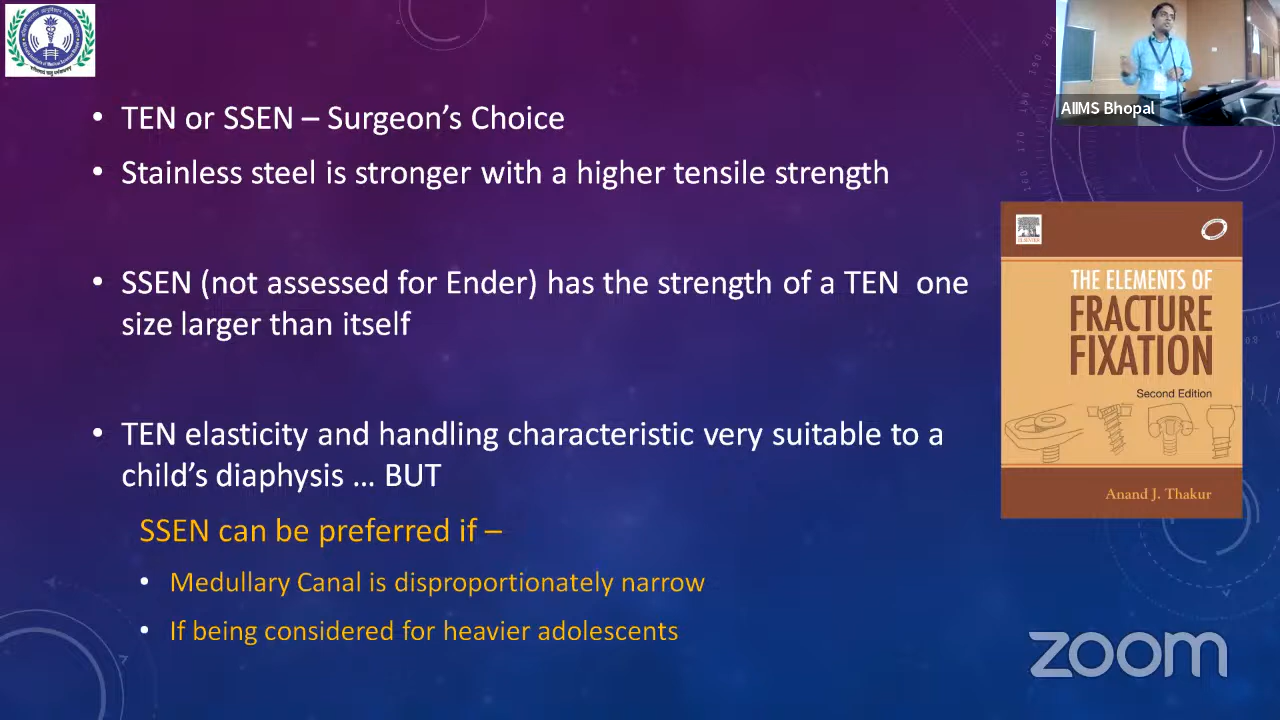 TEN or SSEN – Surgeon's Choice
Stainless steel is stronger with a higher tensile strength
SSEN (not assessed for Ender) has the strength of a TEN one
size larger than itself
TEN elasticity and handling characteristic very suitable to a
child's diaphysis ... BUT
SSEN can be preferred if –
Medullary Canal is disproportionately narrow
If being considered for heavier adolescents
AIIMS Bhopal
ELSEVIER
THE ELEMENTS OF
FRACTURE
FIXATION
Second Edition
Anand J. Thakur
zoom